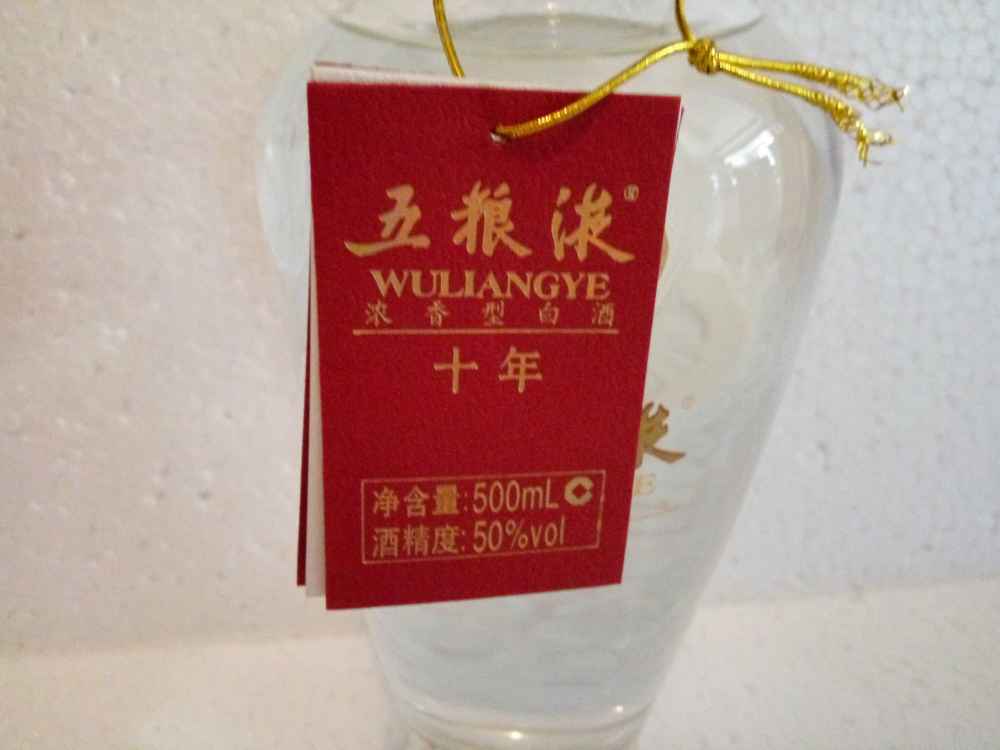 五粮液®
WULIANGYE
浓香型白酒
十年
净含量:500mL
酒精度:50%vol
液®
E